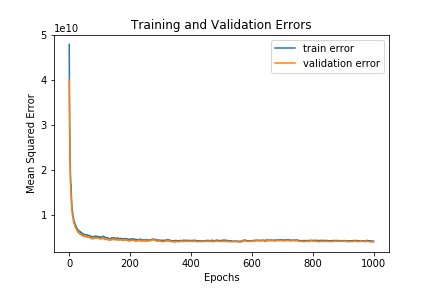 Training and Validation Errors
1e10
train error
validation error
Mean Squared Error
5
4
3
2
1
0 200 400 600 800 1000
Epochs